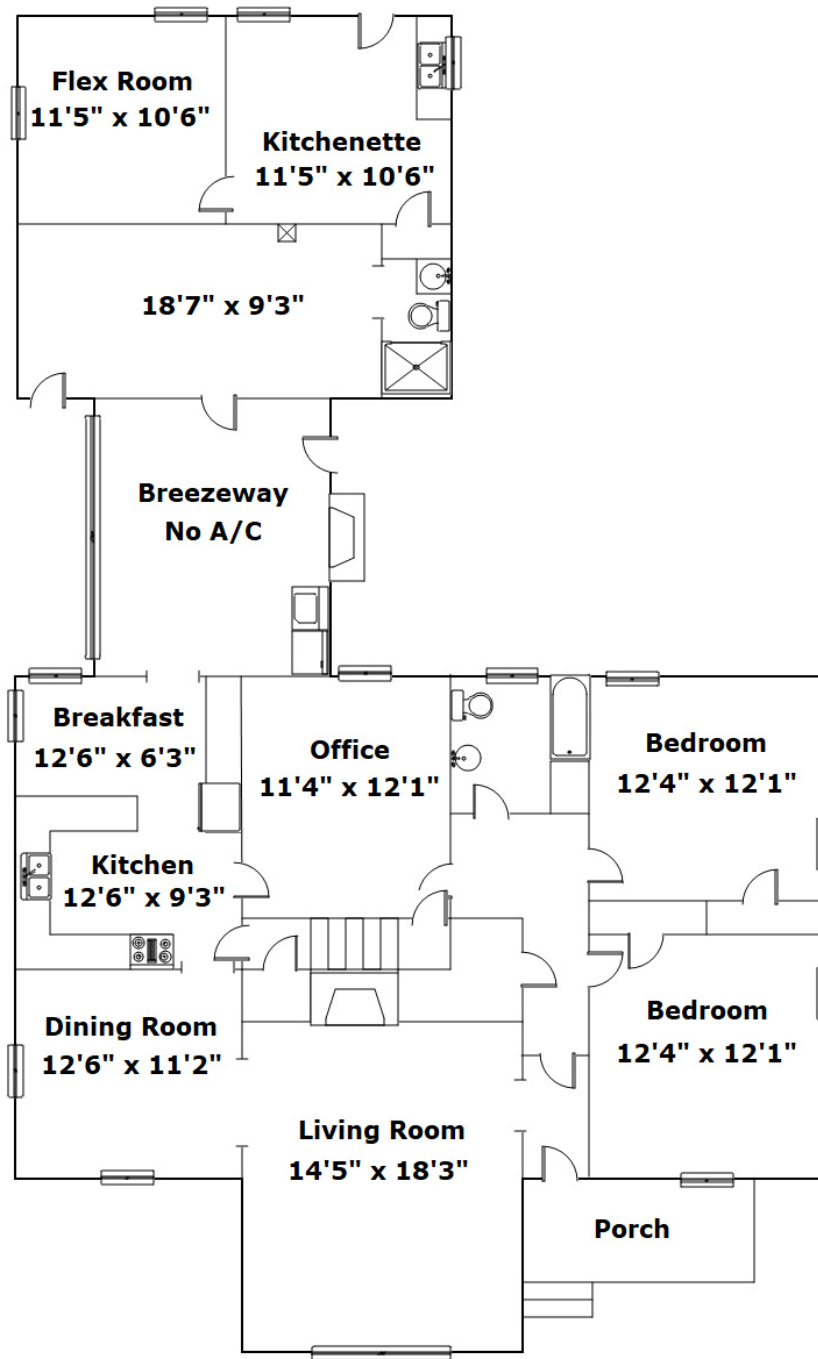 Flex Room
11'5" x 10'6"
Kitchenette
11'5" x 10'6"
18'7" x 9'3"
Breezeway
No A/C
Breakfast
12'6" x 6'3"
Office
11'4" x 12'1"
Bedroom
12'4" x 12'1"
Kitchen
12'6" x 9'3"
Dining Room
12'6" x 11'2"
Bedroom
12'4" x 12'1"
Living Room
14'5" x 18'3"
Porch